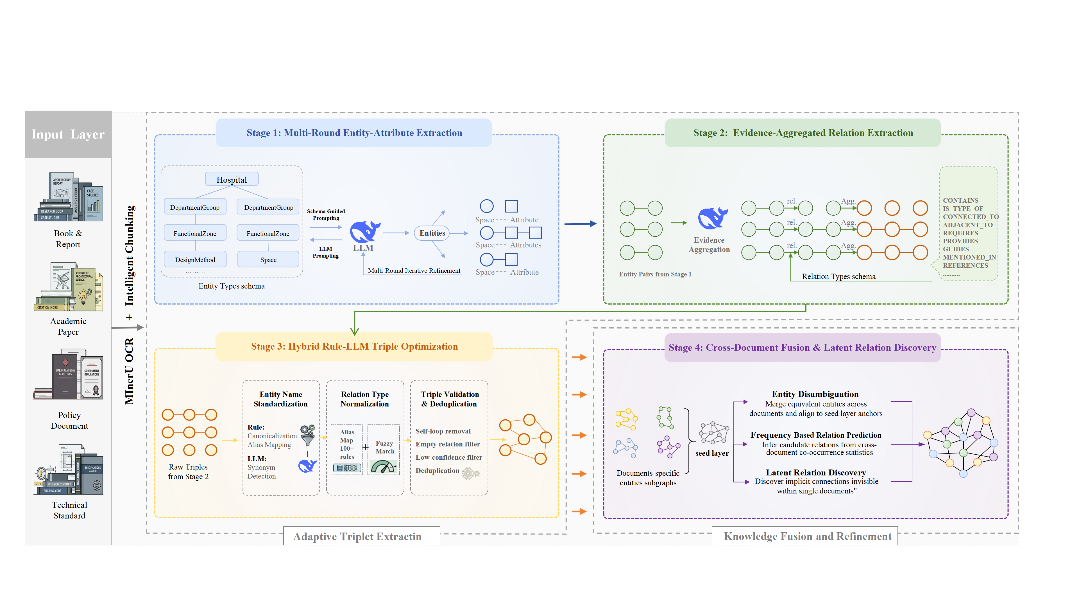 Input Layer
Book &
Report
Academic
Paper
Policy
Document
Technical
Standard
MInerU OCR + Intelligent Chunking
Stage 1: Multi-Round Entity-Attribute Extraction
Hospital
DepartmentGroup
DepartmentGroup
FunctionalZone
FunctionalZone
DesignMethod
Space
........
Entity Types schema
Schema Guided
Prompting
LLM
Prompting
LLM
Multi-Round Iterative Refinement
Entities
Space --- Attribute
Space --- Attributes
Space --- Attribute
Stage 2: Evidence-Aggregated Relation Extraction
Entity Pairs from Stage 1
Evidence
Aggregation
rel.
Agg.
rel.
Agg.
rel.
Agg.
Relation Types schema
CONTAINS
IS_TYPE_OF
CONNECTED_TO
ADJACENT_TO
REQUIRES
PROVIDES
GUIDES
MENTIONED_IN
REFERENCES
........
Stage 3: Hybrid Rule-LLM Triple Optimization
Raw Triples
from Stage 2
Entity Name
Standardization
Rule:
Canonicalization
Alias Mapping
LLM:
Synonym
Detection
Relation Type
Normalization
Atlas
Map
100+
rules
+
Fuzzy
Match
Triple Validation
& Deduplication
Self-loop removal
Empty relation filter
Low confidence filter
Deduplication
Adaptive Triplet Extractin
Stage 4: Cross-Document Fusion & Latent Relation Discovery
Documents-specific
entities subgraphs
seed layer
Entity Disambiguition
Merge equivalent entities across
documents and align to seed layer anchors
Frequency Based Relation Prediction
Infer candidate relations from cross-
document co-occurrence statistics
Latent Relation Discovery
Discover implicit connections invisible
within single documents"
Knowledge Fusion and Refinement